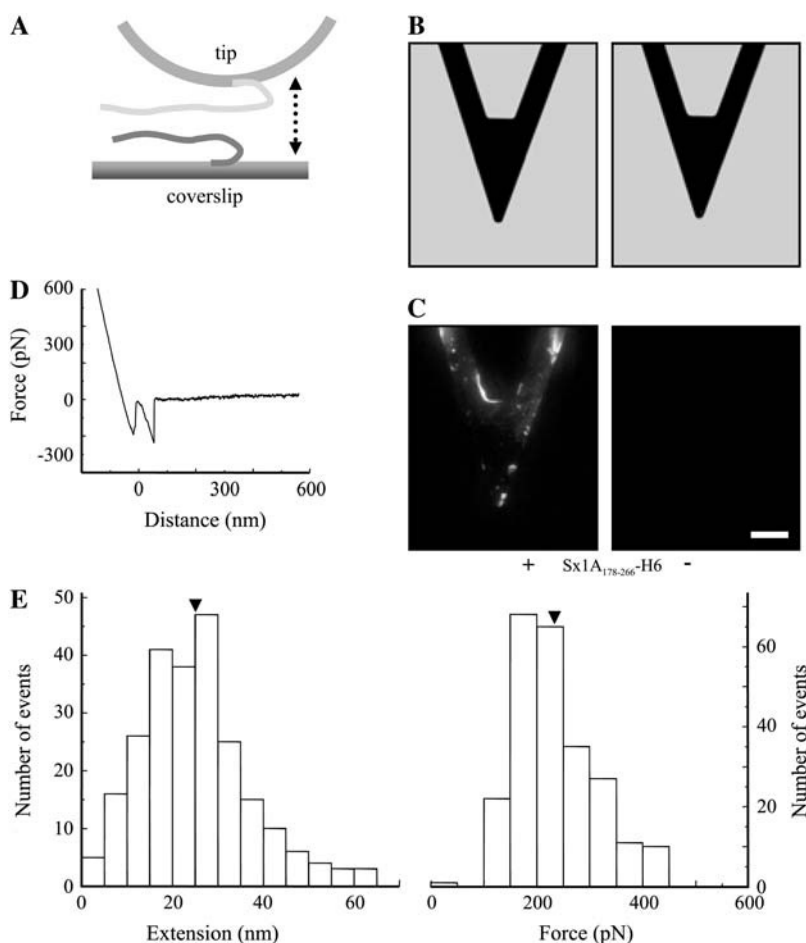 A
tip
coverslip
B
D
600
300
0
-300
Force (pN)
0
300
600
Distance (nm)
C
+ Sx1A178-266-H6 -
E
50
40
30
20
10
0
Number of events
0
20
40
60
Extension (nm)
60
40
20
0
Number of events
0
200
400
600
Force (pN)